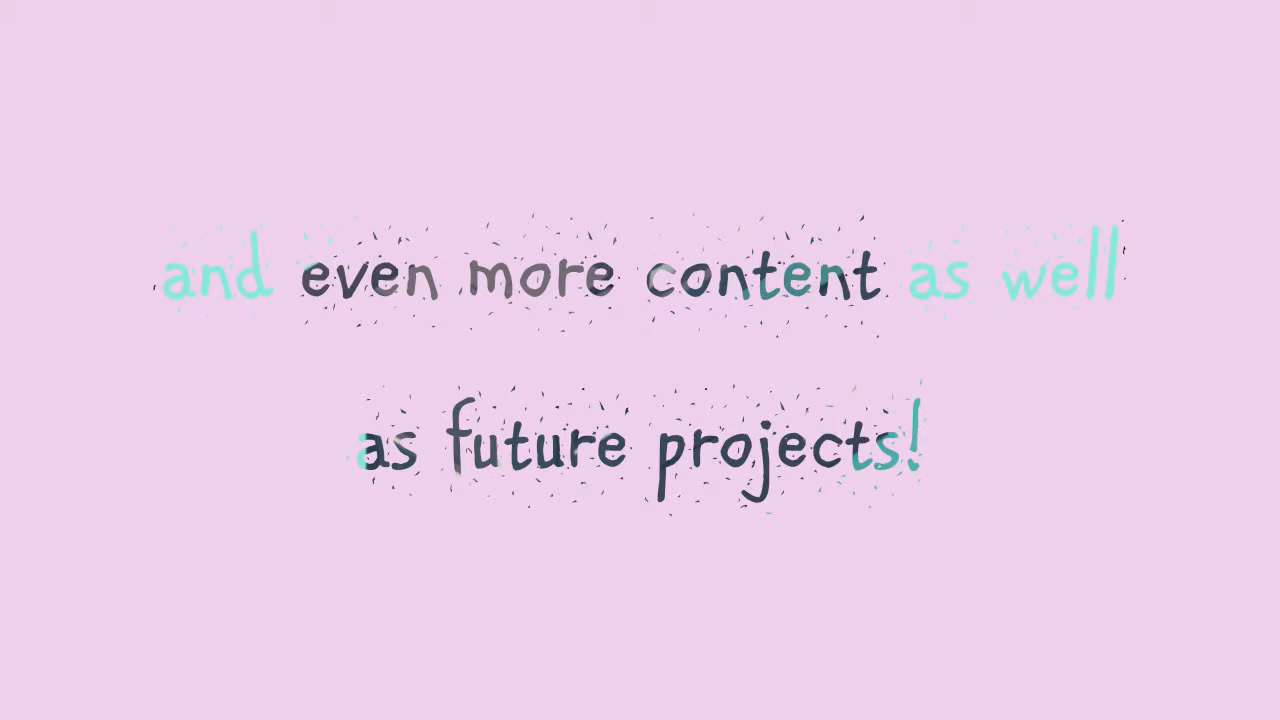 and even more content as well
as future projects!